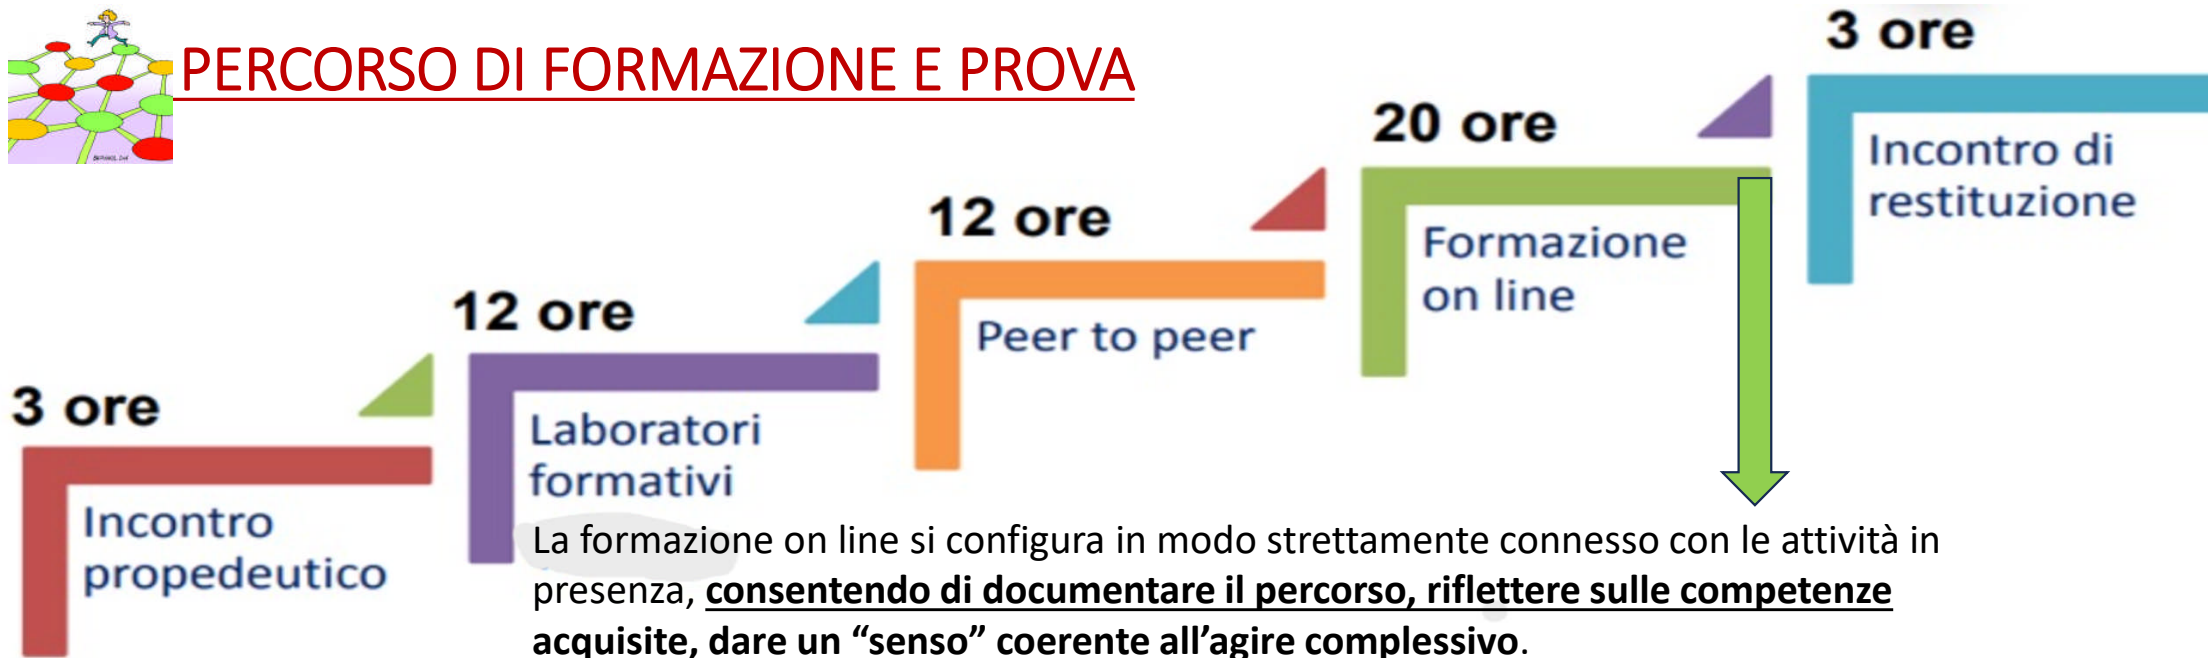 PERCORSO DI FORMAZIONE E PROVA
3 ore
Incontro
propedeutico
12 ore
Laboratori
formativi
12 ore
Peer to peer
20 ore
Formazione
on line
3 ore
Incontro di
restituzione
La formazione on line si configura in modo strettamente connesso con le attività in
presenza, consentendo di documentare il percorso, riflettere sulle competenze
acquisite, dare un “senso” coerente all’agire complessivo.